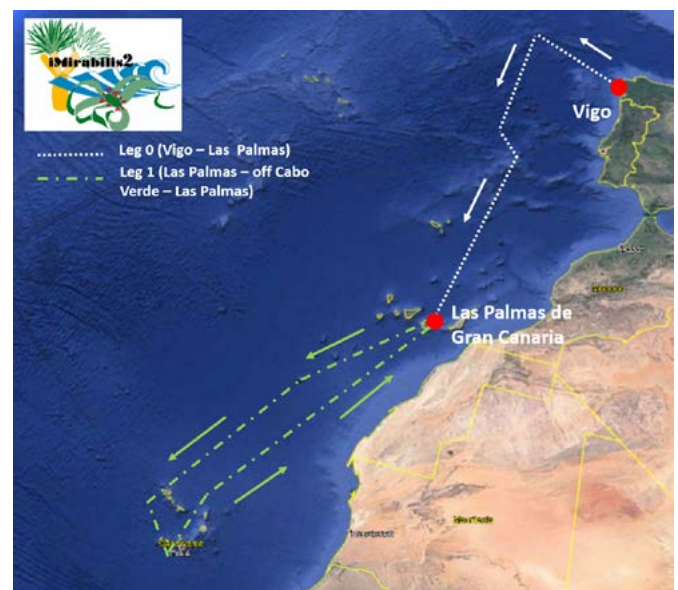 iMirabilis2
Leg 0 (Vigo – Las Palmas)
Leg 1 (Las Palmas – off Cabo
Verde – Las Palmas)
Vigo
Las Palmas de
Gran Canaria